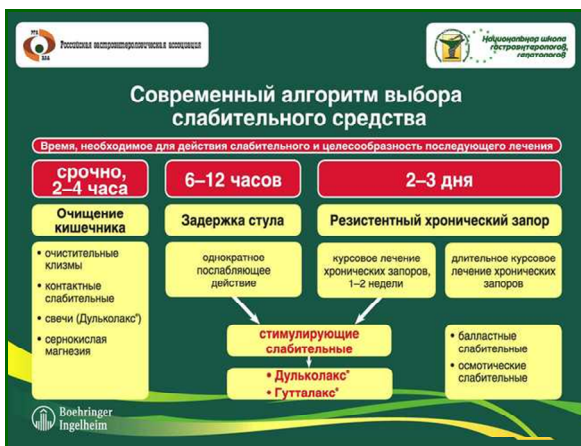 РГА
Российская гастроэнтерологическая ассоциация
Национальная школа
гастроэнтерологов,
гепатологов
Современный алгоритм выбора
слабительного средства
Время, необходимое для действия слабительного и целесообразность последующего лечения
срочно,
2–4 часа
6–12 часов
2–3 дня
Очищение
кишечника
Задержка стула
Резистентный хронический запор
• очистительные
клизмы
• контактные
слабительные
• свечи (Дульколакс®)
• сернокислая
магнезия
однократное
послабляющее
действие
курсовое лечение
хронических запоров,
1–2 недели
длительное курсовое
лечение хронических
запоров
стимулирующие
слабительные
• Дульколакс®
• Гутталакс®
• балластные
слабительные
• осмотические
слабительные
Boehringer
Ingelheim